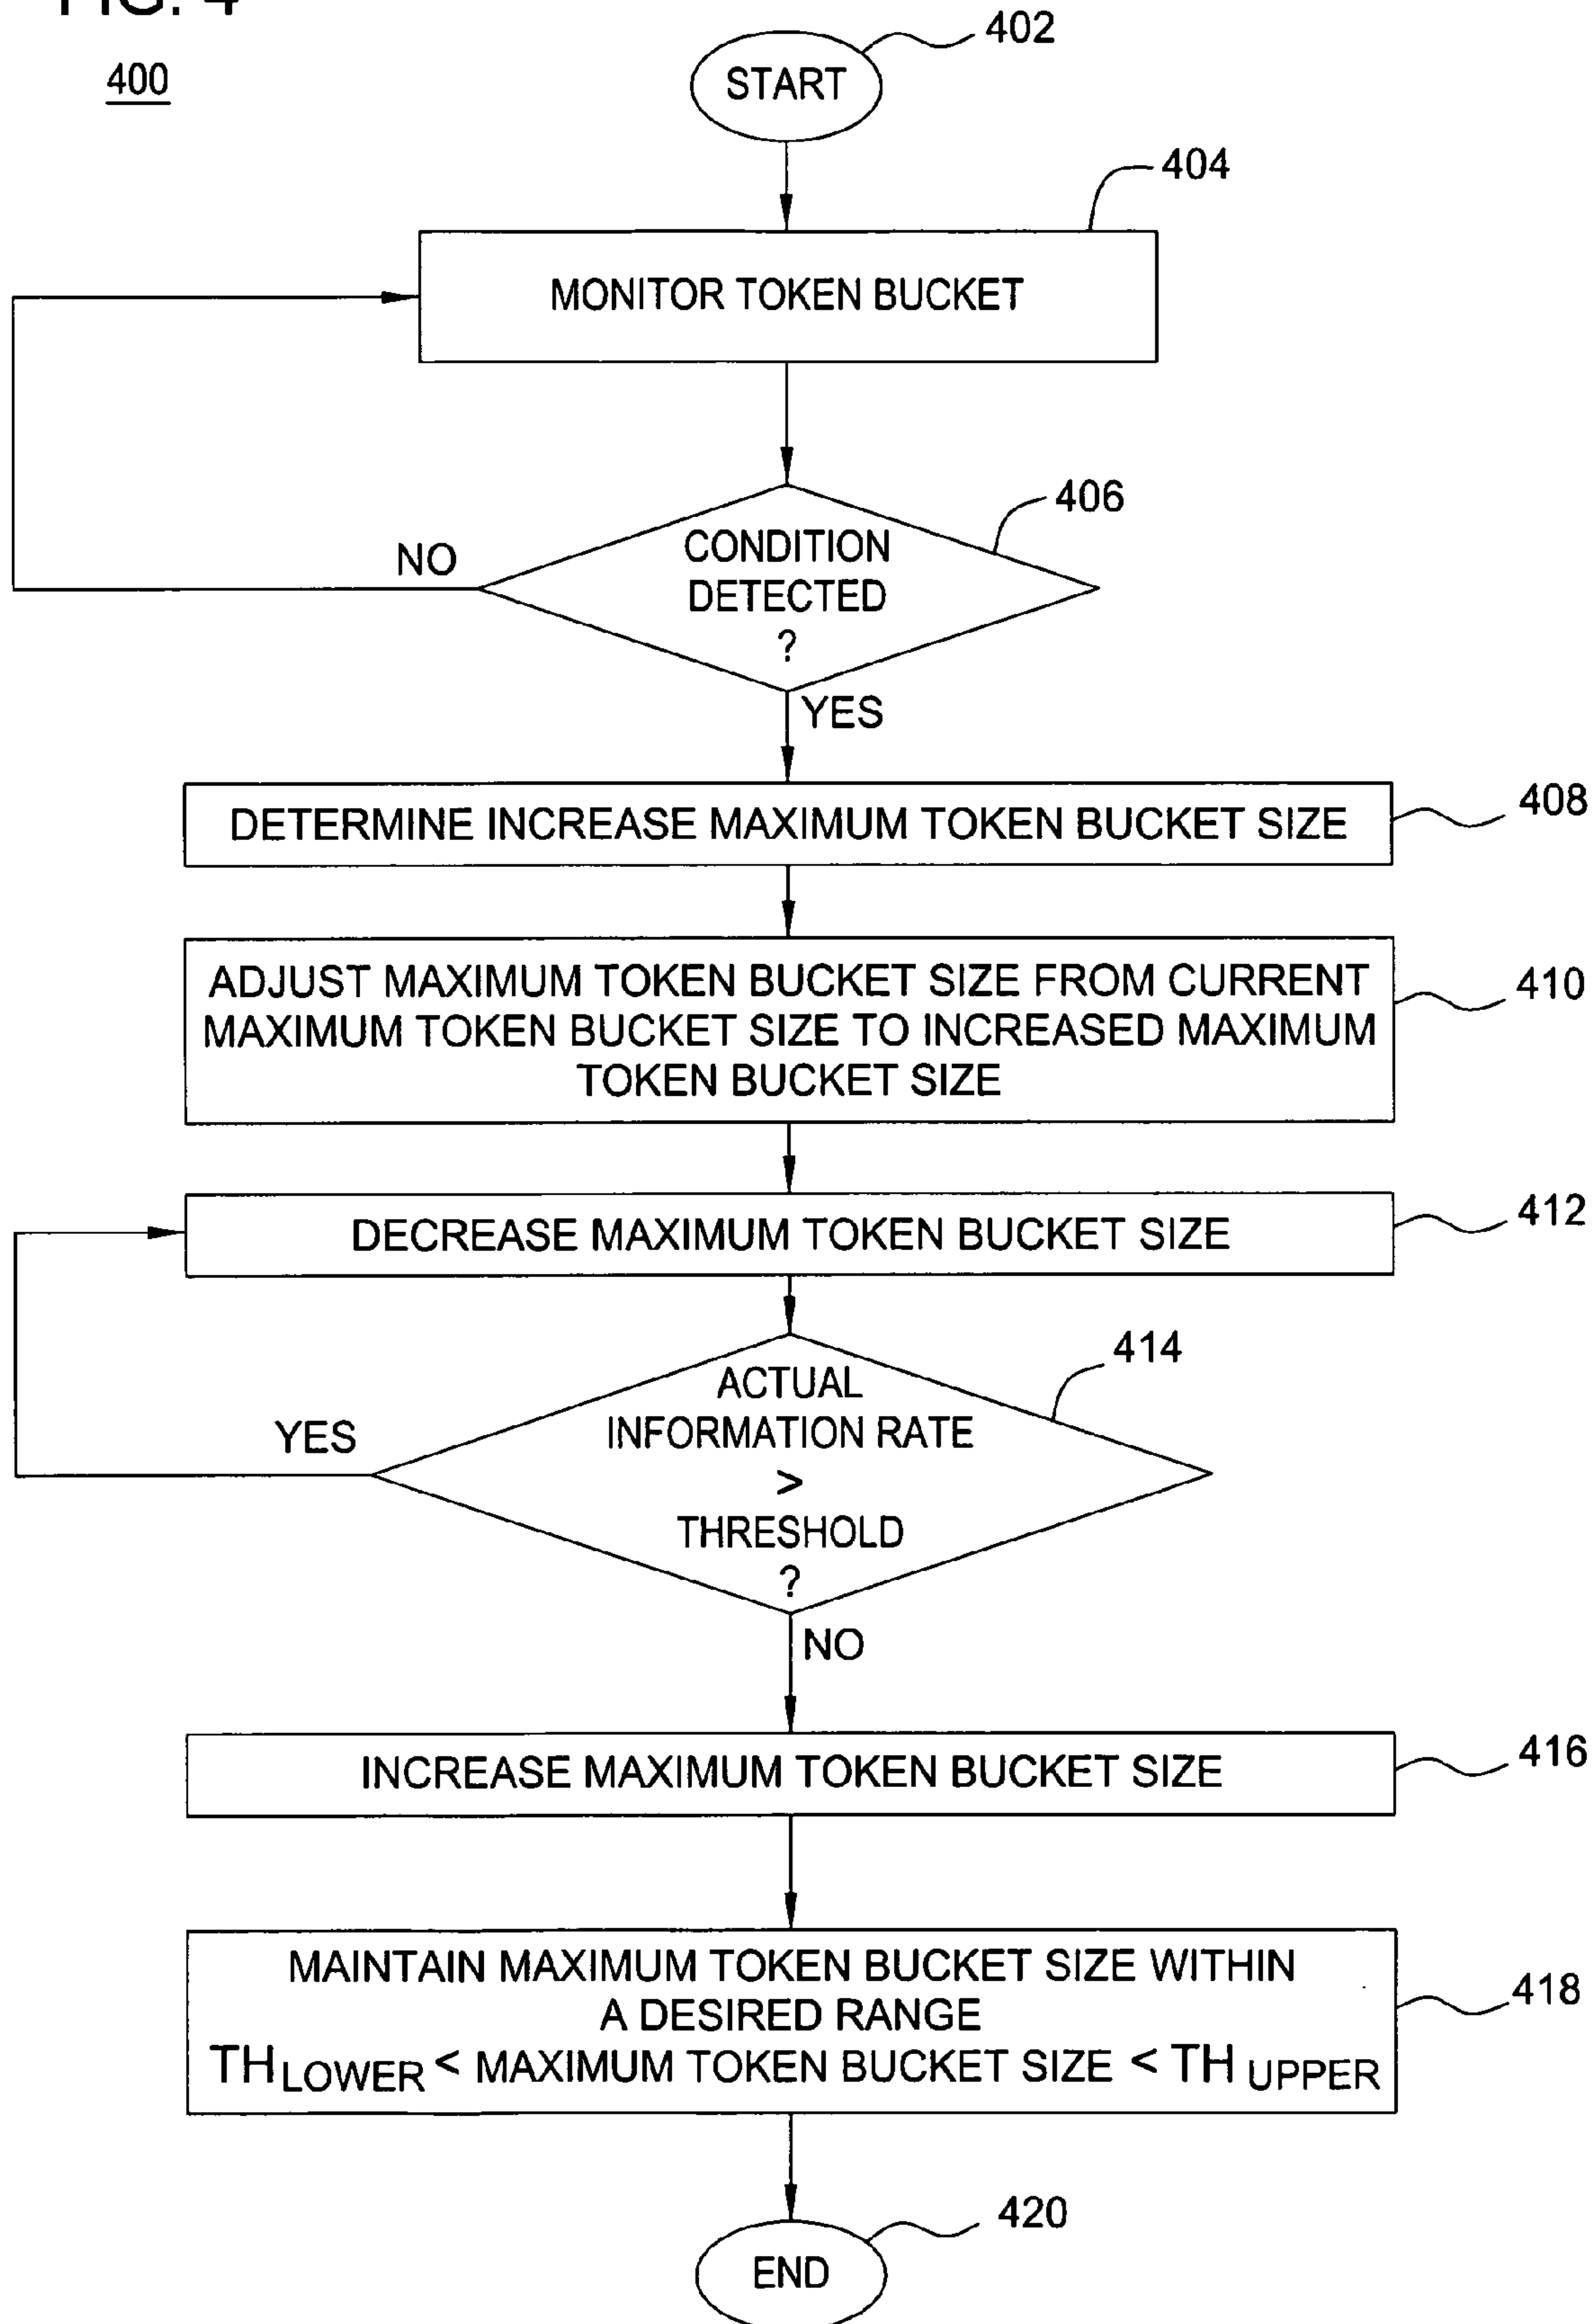 FIG. 4
400
START
402
404
MONITOR TOKEN BUCKET
406
CONDITION
DETECTED
?
NO
YES
DETERMINE INCREASE MAXIMUM TOKEN BUCKET SIZE
408
ADJUST MAXIMUM TOKEN BUCKET SIZE FROM CURRENT
MAXIMUM TOKEN BUCKET SIZE TO INCREASED MAXIMUM
TOKEN BUCKET SIZE
410
DECREASE MAXIMUM TOKEN BUCKET SIZE
412
414
ACTUAL
INFORMATION RATE
>
THRESHOLD
?
YES
NO
INCREASE MAXIMUM TOKEN BUCKET SIZE
416
MAINTAIN MAXIMUM TOKEN BUCKET SIZE WITHIN
A DESIRED RANGE
TH LOWER < MAXIMUM TOKEN BUCKET SIZE < TH UPPER
418
420
END